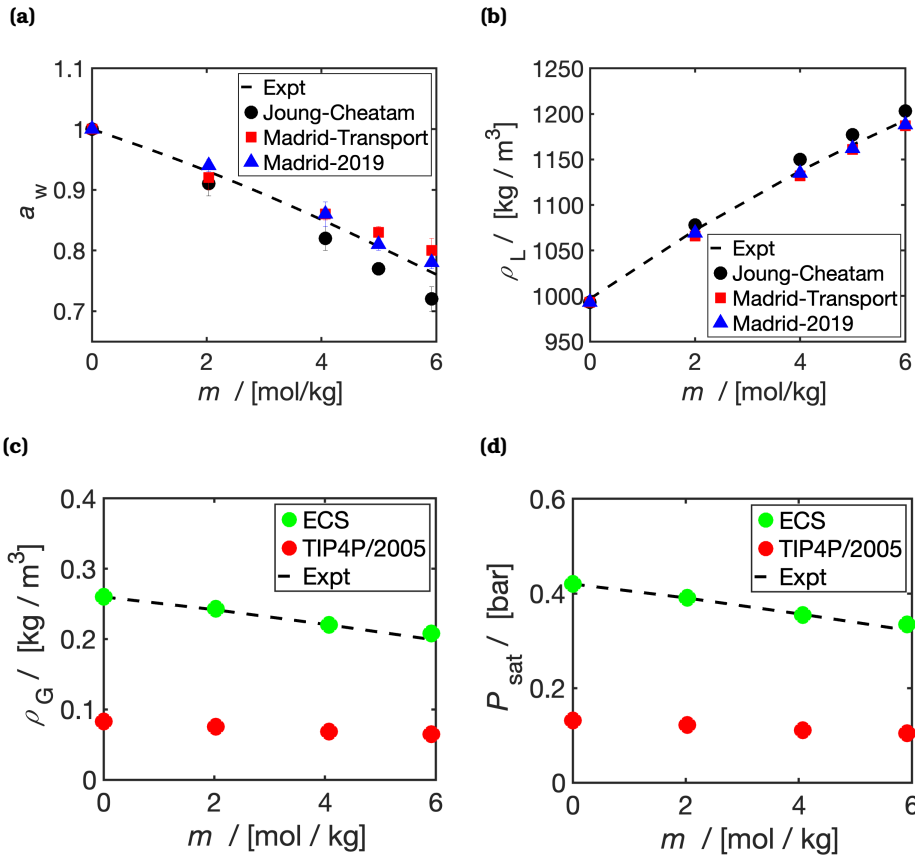 (a)
1.1
1
0.9
0.8
0.7
a w
0
2
4
6
m / [mol/kg]
Expt
Joung-Cheatam
Madrid-Transport
Madrid-2019
(b)
1250
1200
1150
1100
1050
1000
950
ρ L / [kg / m3]
0
2
4
6
m / [mol/kg]
Expt
Joung-Cheatam
Madrid-Transport
Madrid-2019
(c)
0.4
0.3
0.2
0.1
0
ρ G / [kg / m3]
0
2
4
6
m / [mol / kg]
ECS
TIP4P/2005
Expt
(d)
0.6
0.4
0.2
0
P sat / [bar]
0
2
4
6
m / [mol / kg]
ECS
TIP4P/2005
Expt